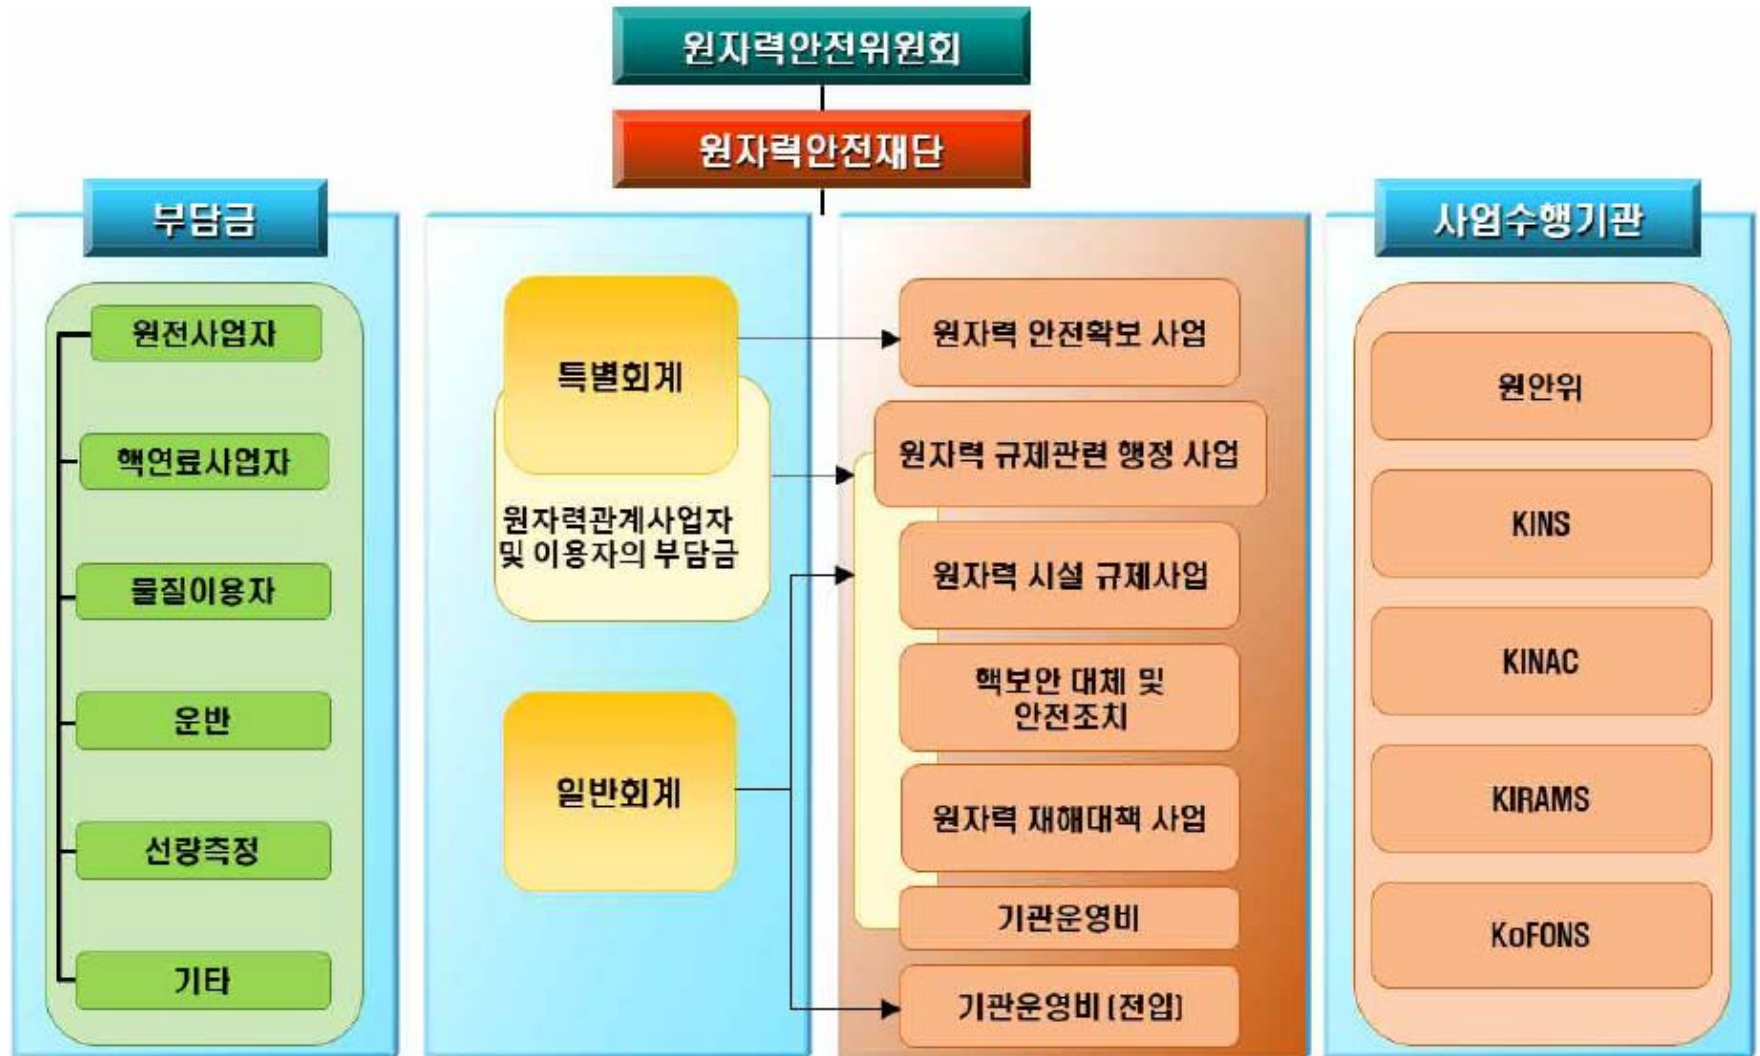 원자력안전위원회
원자력안전재단
부담금
원전사업자
핵연료사업자
물질이용자
운반
선량측정
기타
특별회계
원자력관계사업자
및 이용자의 부담금
일반회계
원자력 안전확보 사업
원자력 규제관련 행정 사업
원자력 시설 규제사업
핵보안 대체 및
안전조치
원자력 재해대책 사업
기관운영비
기관운영비 (전입)
사업수행기관
원안위
KINS
KINAC
KIRAMS
KoFONS